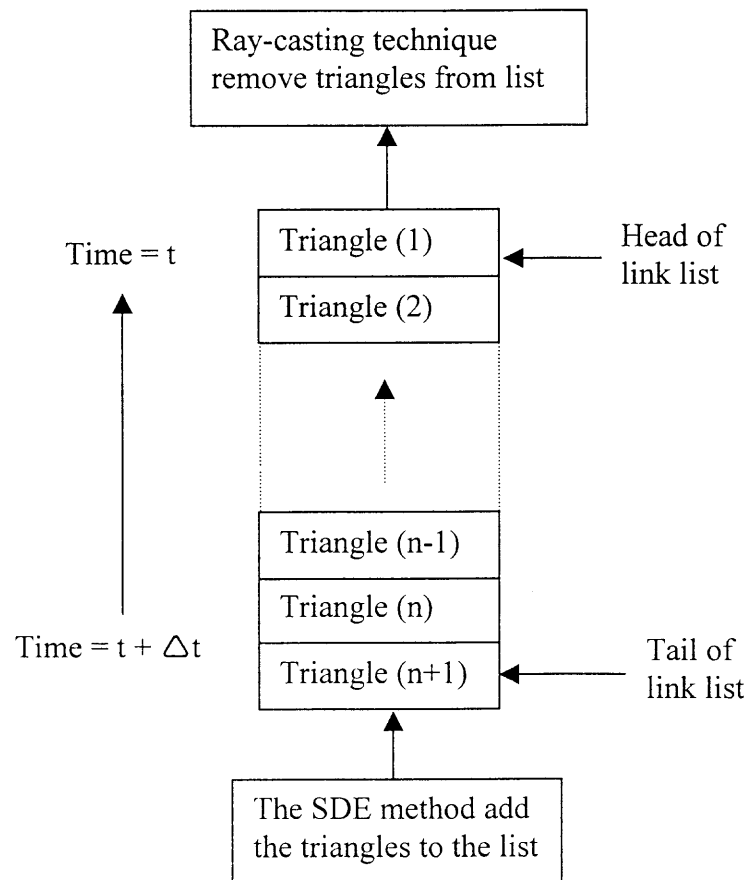 Ray-casting technique
remove triangles from list
Time = t
Triangle (1)
Head of
link list
Triangle (2)
Triangle (n-1)
Triangle (n)
Time = t + △t
Triangle (n+1)
Tail of
link list
The SDE method add
the triangles to the list